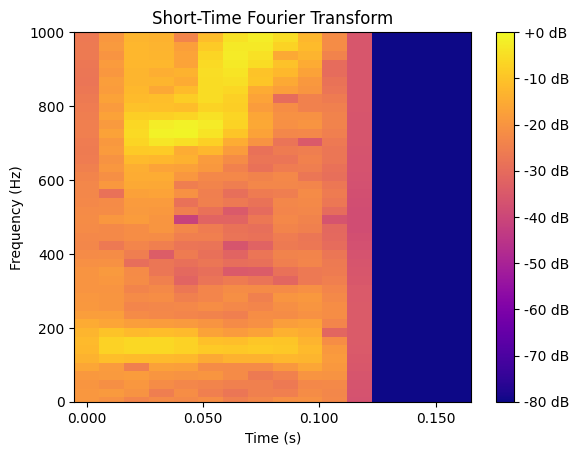 Short-Time Fourier Transform
1000
800
600
400
200
0
Frequency (Hz)
0.000
0.050
0.100
0.150
Time (s)
+0 dB
-10 dB
-20 dB
-30 dB
-40 dB
-50 dB
-60 dB
-70 dB
-80 dB